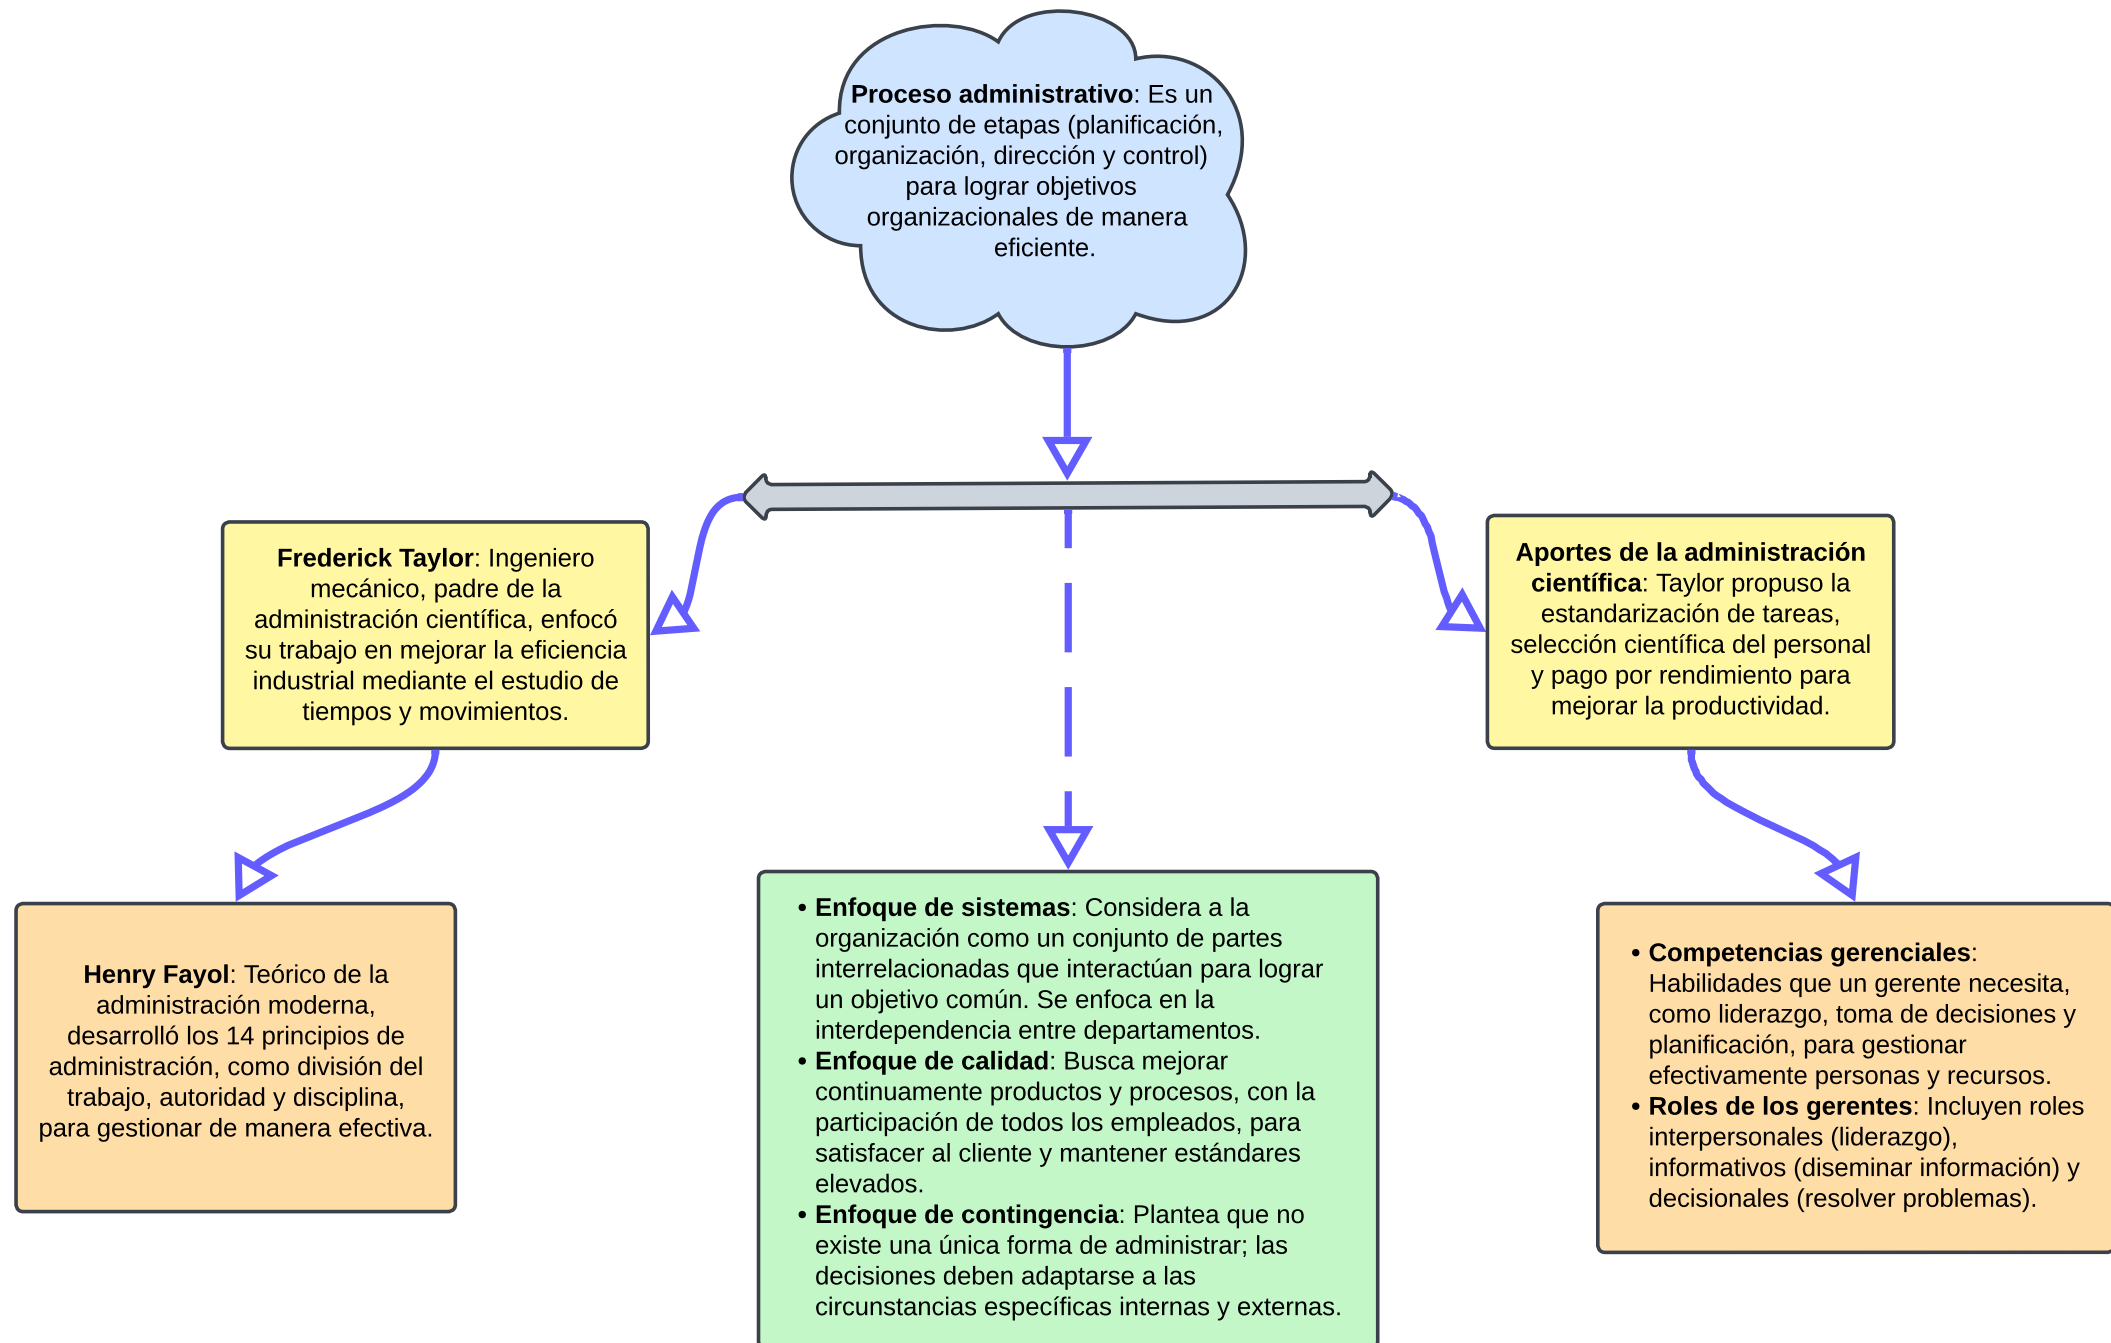 Proceso administrativo: Es un
conjunto de etapas (planificación,
organización, dirección y control)
para lograr objetivos
organizacionales de manera
eficiente.
Frederick Taylor: Ingeniero
mecánico, padre de la
administración científica, enfocó
su trabajo en mejorar la eficiencia
industrial mediante el estudio de
tiempos y movimientos.
Aportes de la administración
científica: Taylor propuso la
estandarización de tareas,
selección científica del personal
y pago por rendimiento para
mejorar la productividad.
Henry Fayol: Teórico de la
administración moderna,
desarrolló los 14 principios de
administración, como división del
trabajo, autoridad y disciplina,
para gestionar de manera efectiva.
• Enfoque de sistemas: Considera a la
organización como un conjunto de partes
interrelacionadas que interactúan para lograr
un objetivo común. Se enfoca en la
interdependencia entre departamentos.
• Enfoque de calidad: Busca mejorar
continuamente productos y procesos, con la
participación de todos los empleados, para
satisfacer al cliente y mantener estándares
elevados.
• Enfoque de contingencia: Plantea que no
existe una única forma de administrar; las
decisiones deben adaptarse a las
circunstancias específicas internas y externas.
• Competencias gerenciales:
Habilidades que un gerente necesita,
como liderazgo, toma de decisiones y
planificación, para gestionar
efectivamente personas y recursos.
• Roles de los gerentes: Incluyen roles
interpersonales (liderazgo),
informativos (diseminar información) y
decisionales (resolver problemas).